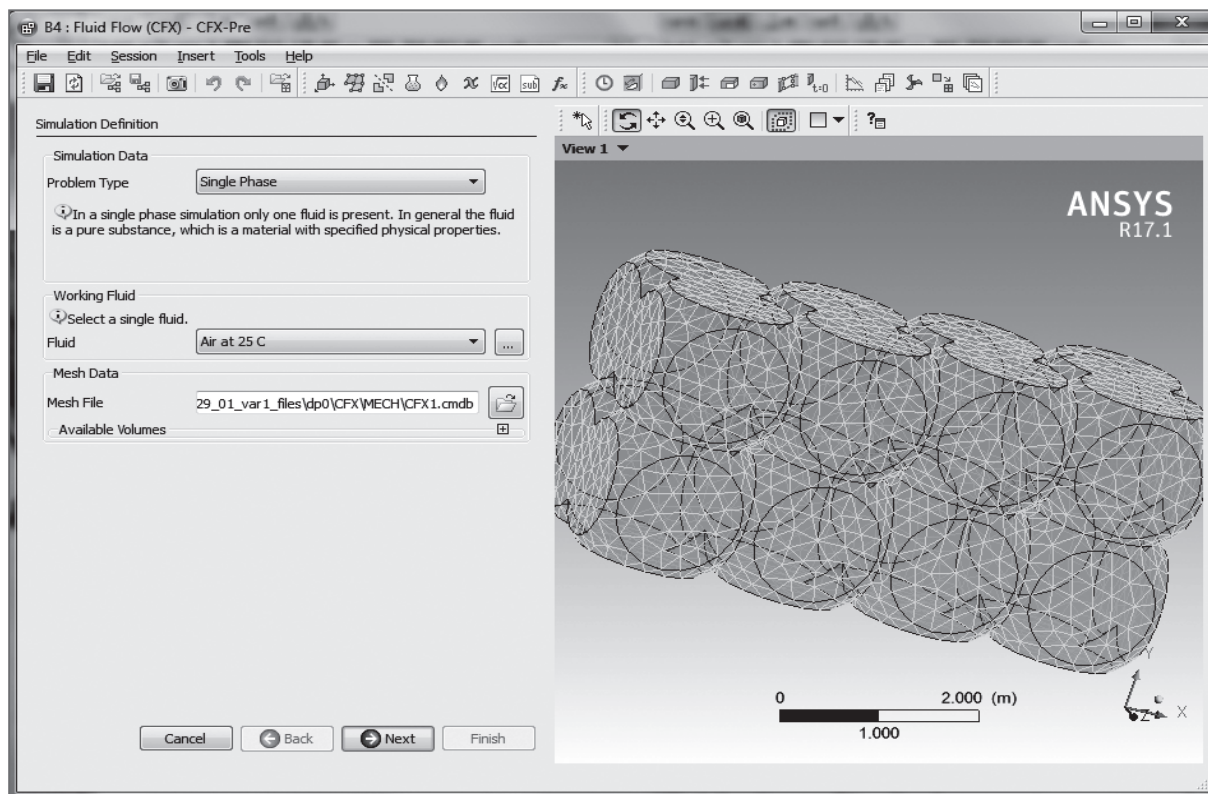 B4 : Fluid Flow (CFX) - CFX-Pre
File Edit Session Insert Tools Help
Simulation Definition
Simulation Data
Problem Type Single Phase
In a single phase simulation only one fluid is present. In general the fluid
is a pure substance, which is a material with specified physical properties.
Working Fluid
Select a single fluid.
Fluid Air at 25 C ...
Mesh Data
Mesh File 29_01_var1_files\dp0\CFX\MECH\CFX1.cmdb
Available Volumes
Cancel Back Next Finish
View 1
ANSYS
R17.1
0 2.000 (m)
1.000
Y
Z X